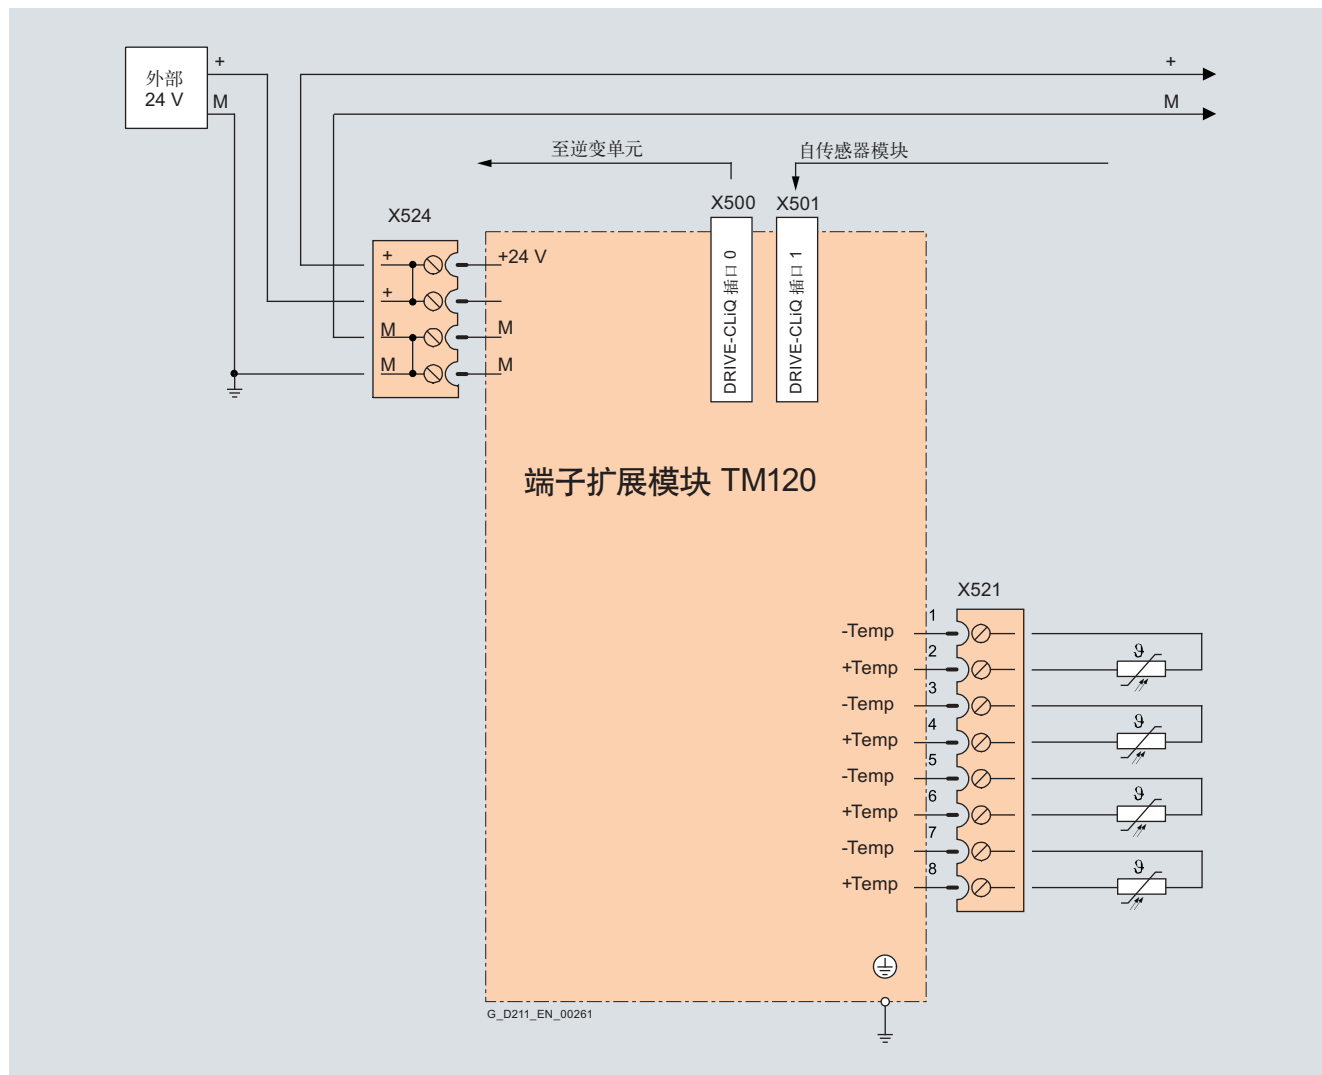 外部
24 V
+
M
+
M
至逆变单元
自传感器模块
X500
X501
X524
+
+
M
M
+24 V
M
M
DRIVE-CLiQ 插口 0
DRIVE-CLiQ 插口 1
端子扩展模块 TM120
X521
-Temp 1
+Temp 2
-Temp 3
+Temp 4
-Temp 5
+Temp 6
-Temp 7
+Temp 8
ϑ
ϑ
ϑ
ϑ
G_D211_EN_00261